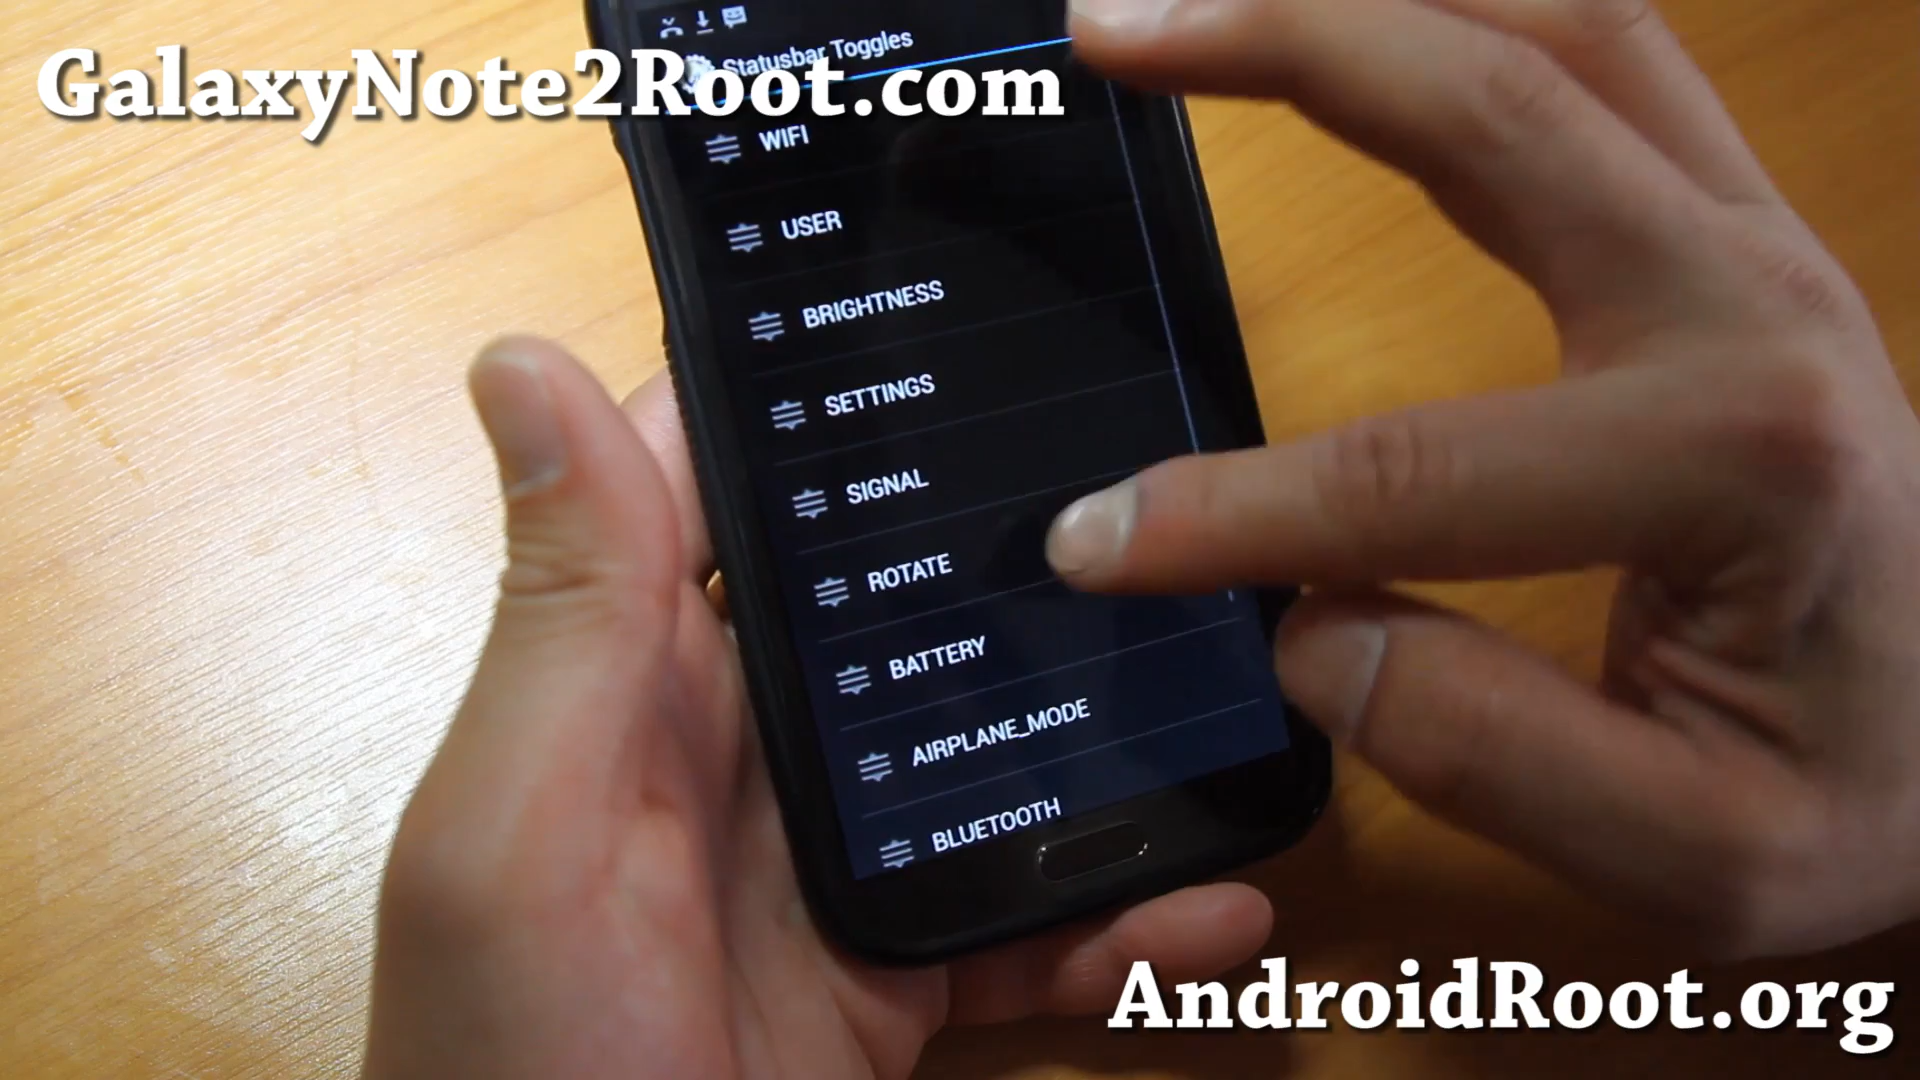 Statusbar Toggles
GalaxyNote2Root.com
WIFI
USER
BRIGHTNESS
SETTINGS
SIGNAL
ROTATE
BATTERY
AIRPLANE_MODE
BLUETOOTH
AndroidRoot.org